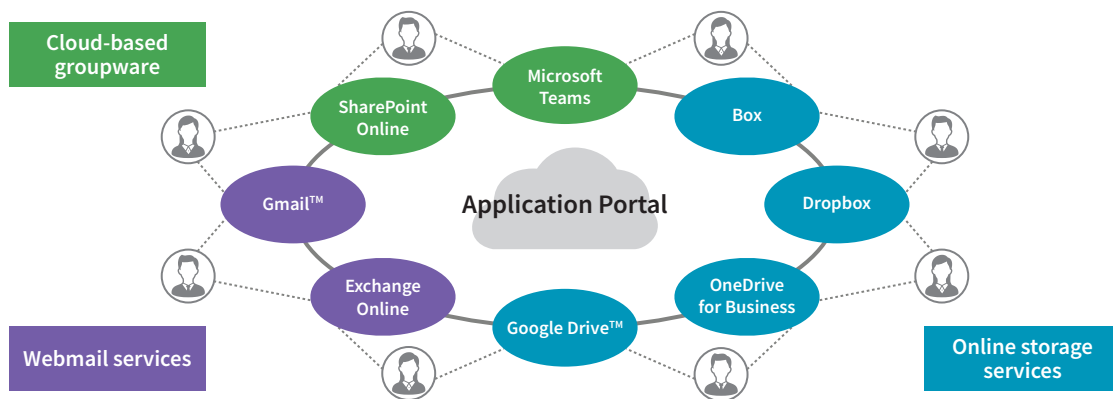 Cloud-based
groupware
Microsoft
Teams
SharePoint
Online
Box
Gmail™
Application Portal
Dropbox
Exchange
Online
OneDrive
for Business
Google Drive™
Webmail services
Online storage
services